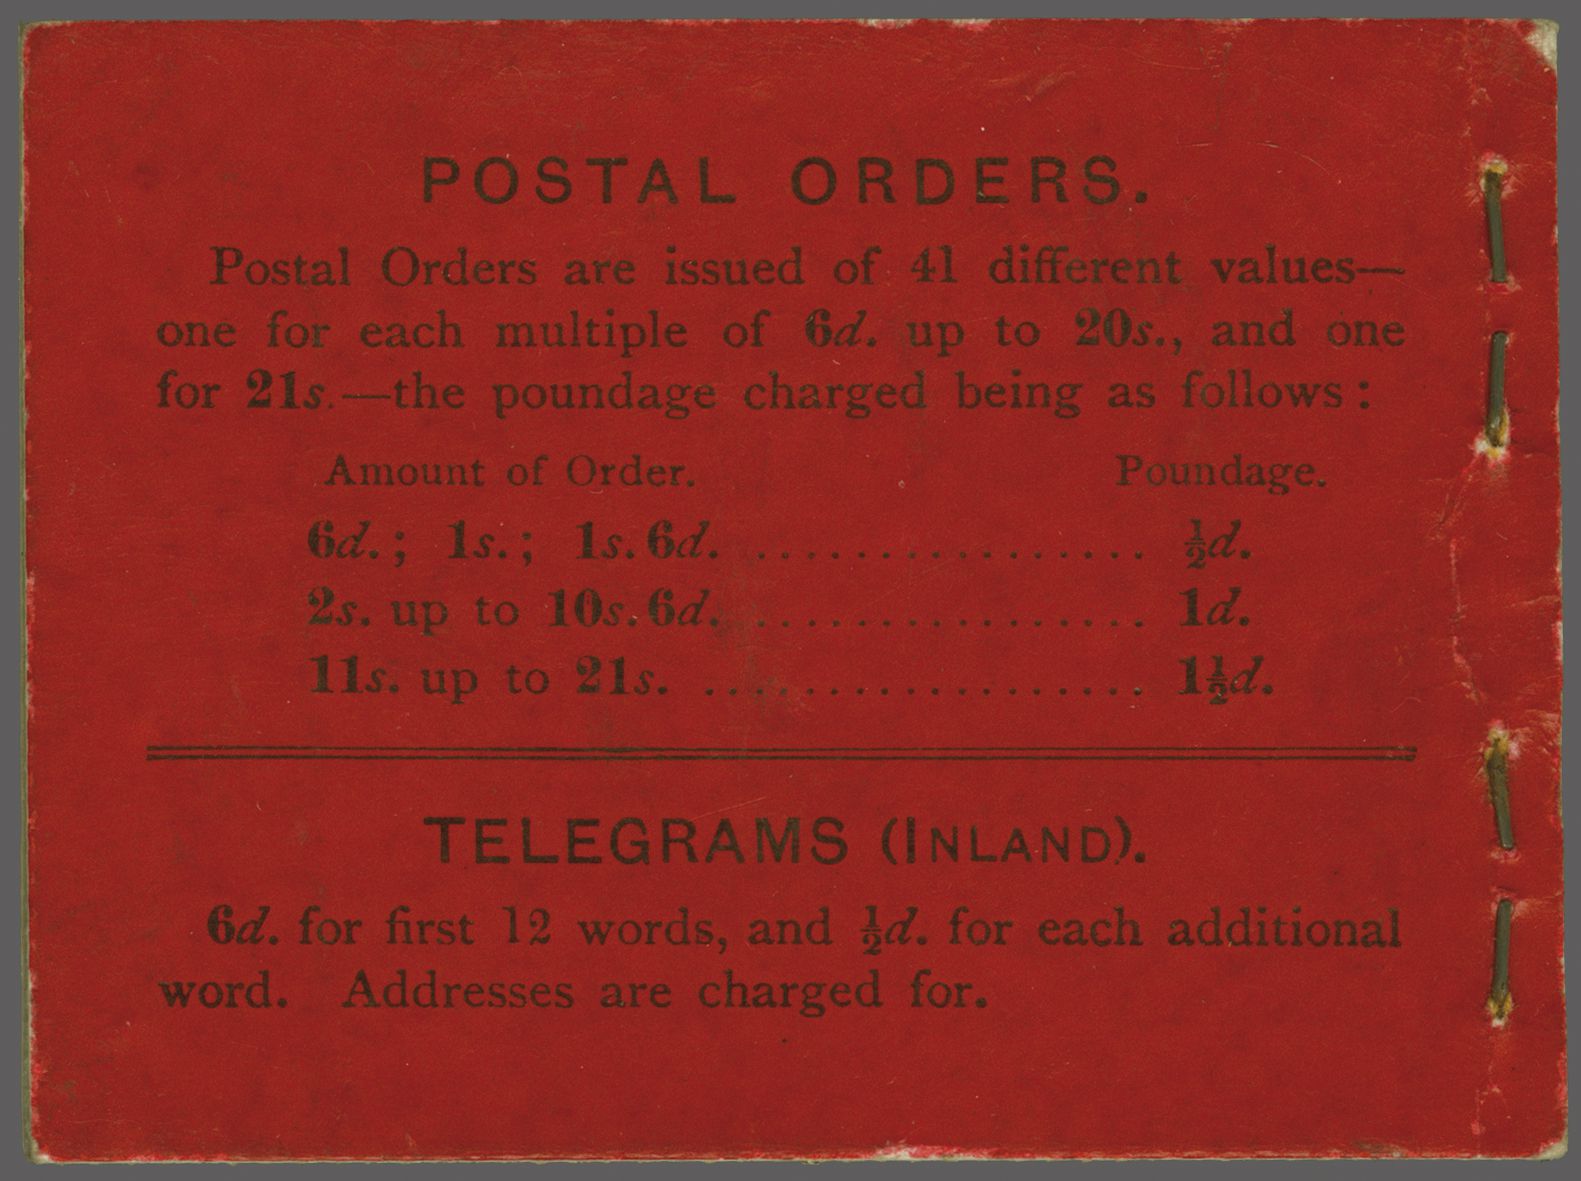 POSTAL ORDERS.
Postal Orders are issued of 41 different values—
one for each multiple of 6d. up to 20s., and one
for 21s.—the poundage charged being as follows:
Amount of Order. Poundage.
6d.; 1s.; 1s. 6d. .................. ½d.
2s. up to 10s. 6d. .................. 1d.
11s. up to 21s. .................... 1½d.
TELEGRAMS (INLAND).
6d. for first 12 words, and ½d. for each additional
word. Addresses are charged for.